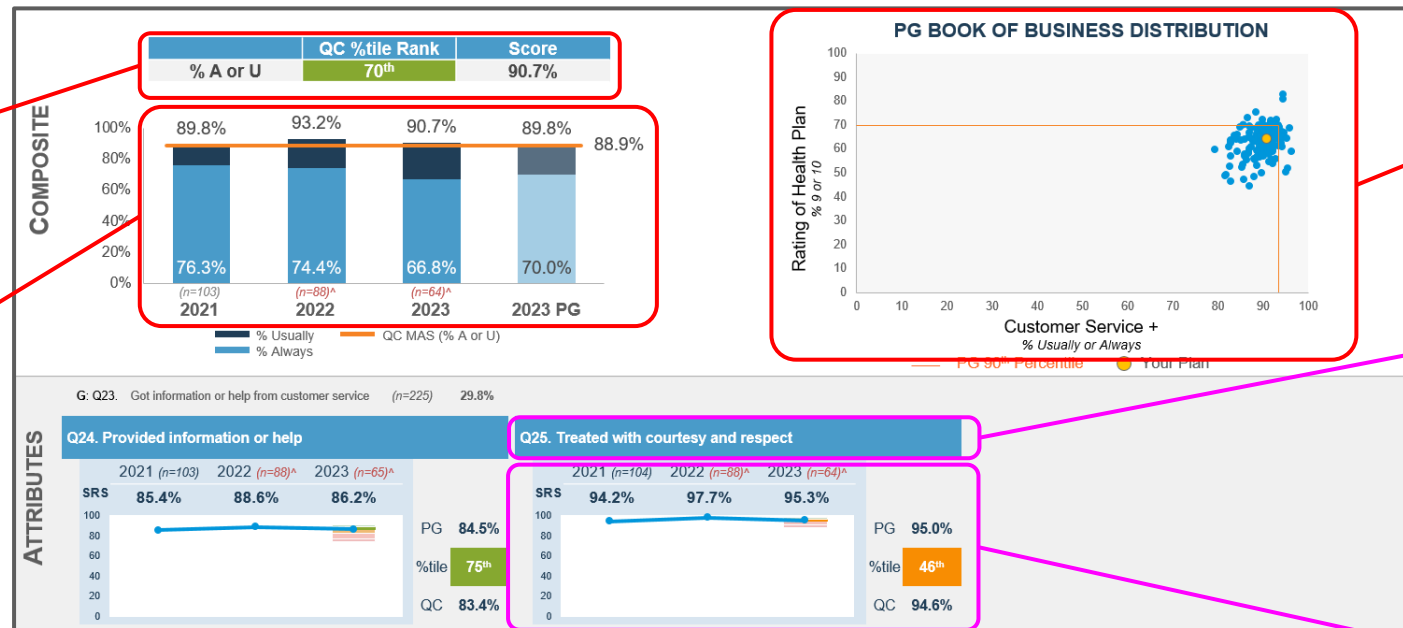 COMPOSITE
QC %tile Rank Score
% A or U 70th 90.7%
100%
80%
60%
40%
20%
0%
89.8% 93.2% 90.7% 89.8%
88.9%
76.3% 74.4% 66.8% 70.0%
(n=103) (n=88)^ (n=64)^
2021 2022 2023 2023 PG
% Usually QC MAS (% A or U)
% Always
PG BOOK OF BUSINESS DISTRIBUTION
Rating of Health Plan
% 9 or 10
100
90
80
70
60
50
40
30
20
10
0
0 10 20 30 40 50 60 70 80 90 100
Customer Service +
% Usually or Always
PG 90th Percentile Your Plan
ATTRIBUTES
G: Q23. Got information or help from customer service (n=225) 29.8%
Q24. Provided information or help
2021 (n=103) 2022 (n=88)^ 2023 (n=65)^
SRS 85.4% 88.6% 86.2%
100
80
60
40
20
0
PG 84.5%
%tile 75th
QC 83.4%
Q25. Treated with courtesy and respect
2021 (n=104) 2022 (n=88)^ 2023 (n=64)^
SRS 94.2% 97.7% 95.3%
100
80
60
40
20
0
PG 95.0%
%tile 46th
QC 94.6%